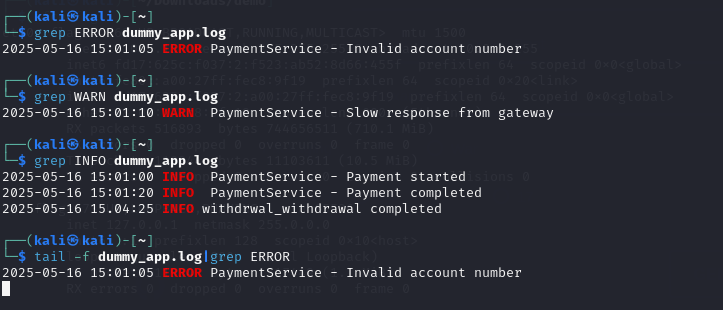 ┌──(kali㉿kali)-[~]
└─$ grep ERROR dummy_app.log
2025-05-16 15:01:05 ERROR PaymentService - Invalid account number
┌──(kali㉿kali)-[~]
└─$ grep WARN dummy_app.log
2025-05-16 15:01:10 WARN  PaymentService - Slow response from gateway
┌──(kali㉿kali)-[~]
└─$ grep INFO dummy_app.log
2025-05-16 15:01:00 INFO  PaymentService - Payment started
2025-05-16 15:01:20 INFO  PaymentService - Payment completed
2025-05-16 15.04:25 INFO,withdrwal_withdrawal completed
┌──(kali㉿kali)-[~]
└─$ tail -f dummy_app.log|grep ERROR
2025-05-16 15:01:05 ERROR PaymentService - Invalid account number